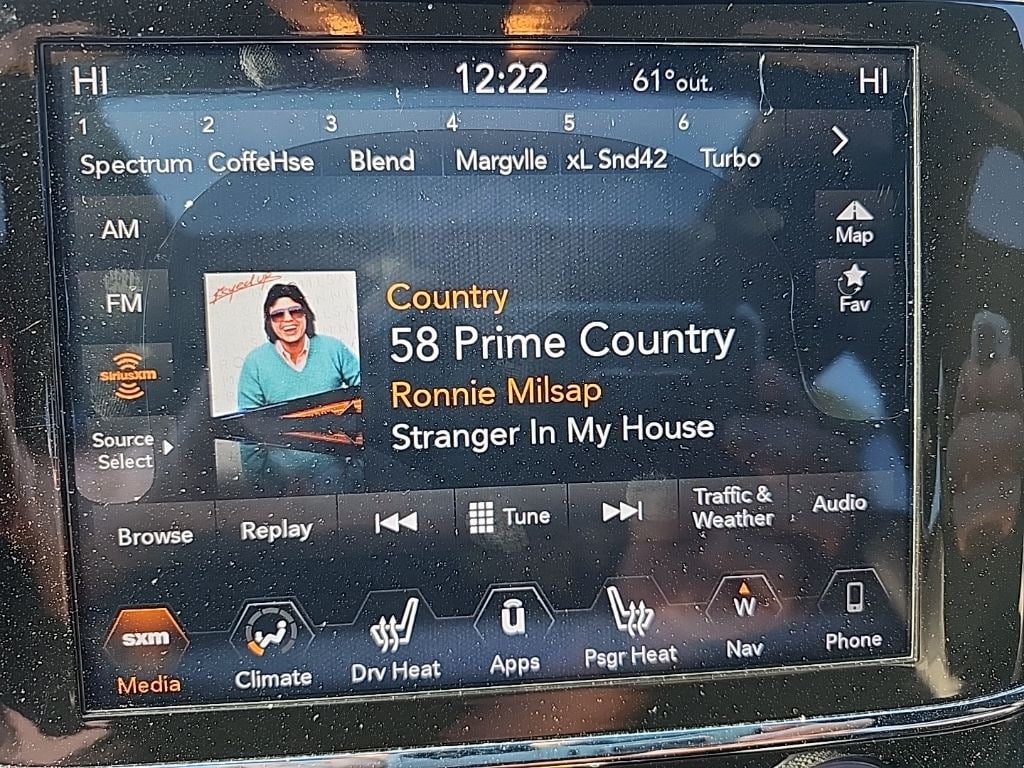 HI 12:22 61°out. HI
1 2 3 4 5 6
Spectrum CoffeHse Blend Margvlle xL Snd42 Turbo
AM
Map
FM
Fav
keyed up
Country
58 Prime Country
SiriusXM
Ronnie Milsap
Stranger In My House
Source
Select
Browse Replay Tune Traffic &
Weather Audio
sxm W
Media Climate Drv Heat Apps Psgr Heat Nav Phone